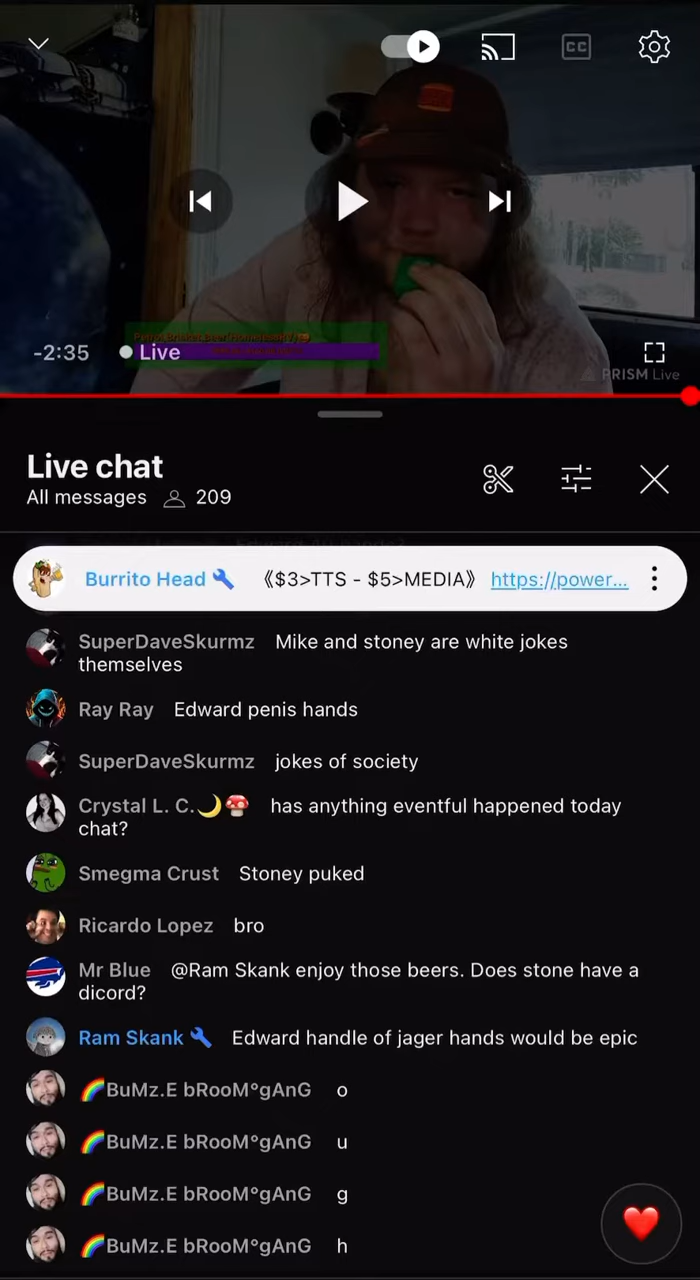 CC
-2:35
Live
PRISM Live
Live chat
All messages 209
Burrito Head 《$3>TTS - $5>MEDIA》 https://power...
SuperDaveSkurmz Mike and stoney are white jokes
themselves
Ray Ray Edward penis hands
SuperDaveSkurmz jokes of society
Crystal L. C.🌙🍄 has anything eventful happened today
chat?
Smegma Crust Stoney puked
Ricardo Lopez bro
Mr Blue @Ram Skank enjoy those beers. Does stone have a
dicord?
Ram Skank Edward handle of jager hands would be epic
🌈BuMz.E bRooM°gAnG o
🌈BuMz.E bRooM°gAnG u
🌈BuMz.E bRooM°gAnG g
🌈BuMz.E bRooM°gAnG h